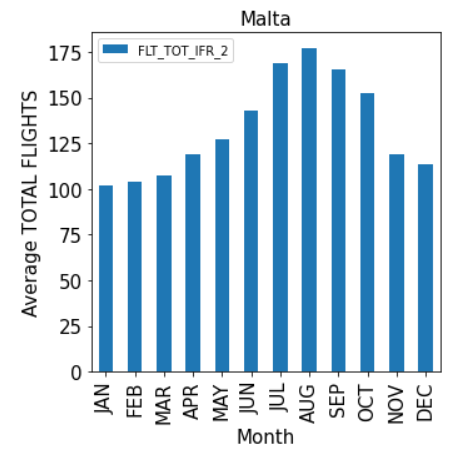 Malta
FLT_TOT_IFR_2
Average TOTAL FLIGHTS
175
150
125
100
75
50
25
0
JAN
FEB
MAR
APR
MAY
JUN
JUL
AUG
SEP
OCT
NOV
DEC
Month